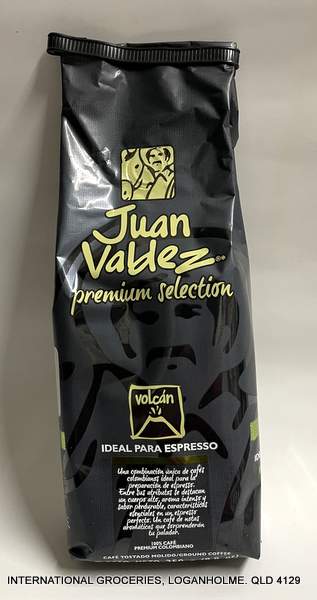 Juan
Valdez
premium selection
volcán
IDEAL PARA ESPRESSO
Una combinación única de cafés
colombianos ideal para la
preparación de espresso.
Entre sus atributos se destacan
un cuerpo alto, aroma intenso y
sabor perdurable, características
esenciales en un espresso
perfecto. Un café de notas
aromáticas que sorprenderán
tu paladar.
100% CAFÉ
PREMIUM COLOMBIANO
CAFÉ TOSTADO MOLIDO/GROUND COFFEE
INTERNATIONAL GROCERIES, LOGANHOLME. QLD 4129